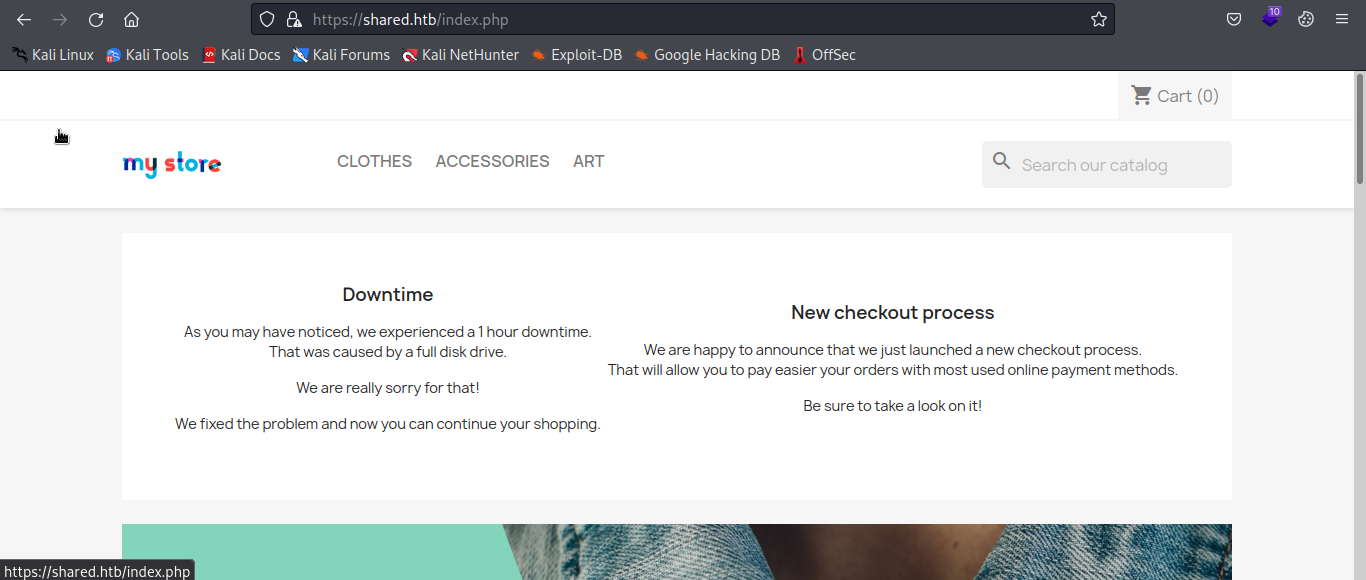 https://shared.htb/index.php
10
Kali Linux Kali Tools Kali Docs Kali Forums Kali NetHunter Exploit-DB Google Hacking DB OffSec
Cart (0)
my store
CLOTHES ACCESSORIES ART
Search our catalog
Downtime
As you may have noticed, we experienced a 1 hour downtime.
That was caused by a full disk drive.
We are really sorry for that!
We fixed the problem and now you can continue your shopping.
New checkout process
We are happy to announce that we just launched a new checkout process.
That will allow you to pay easier your orders with most used online payment methods.
Be sure to take a look on it!
https://shared.htb/index.php